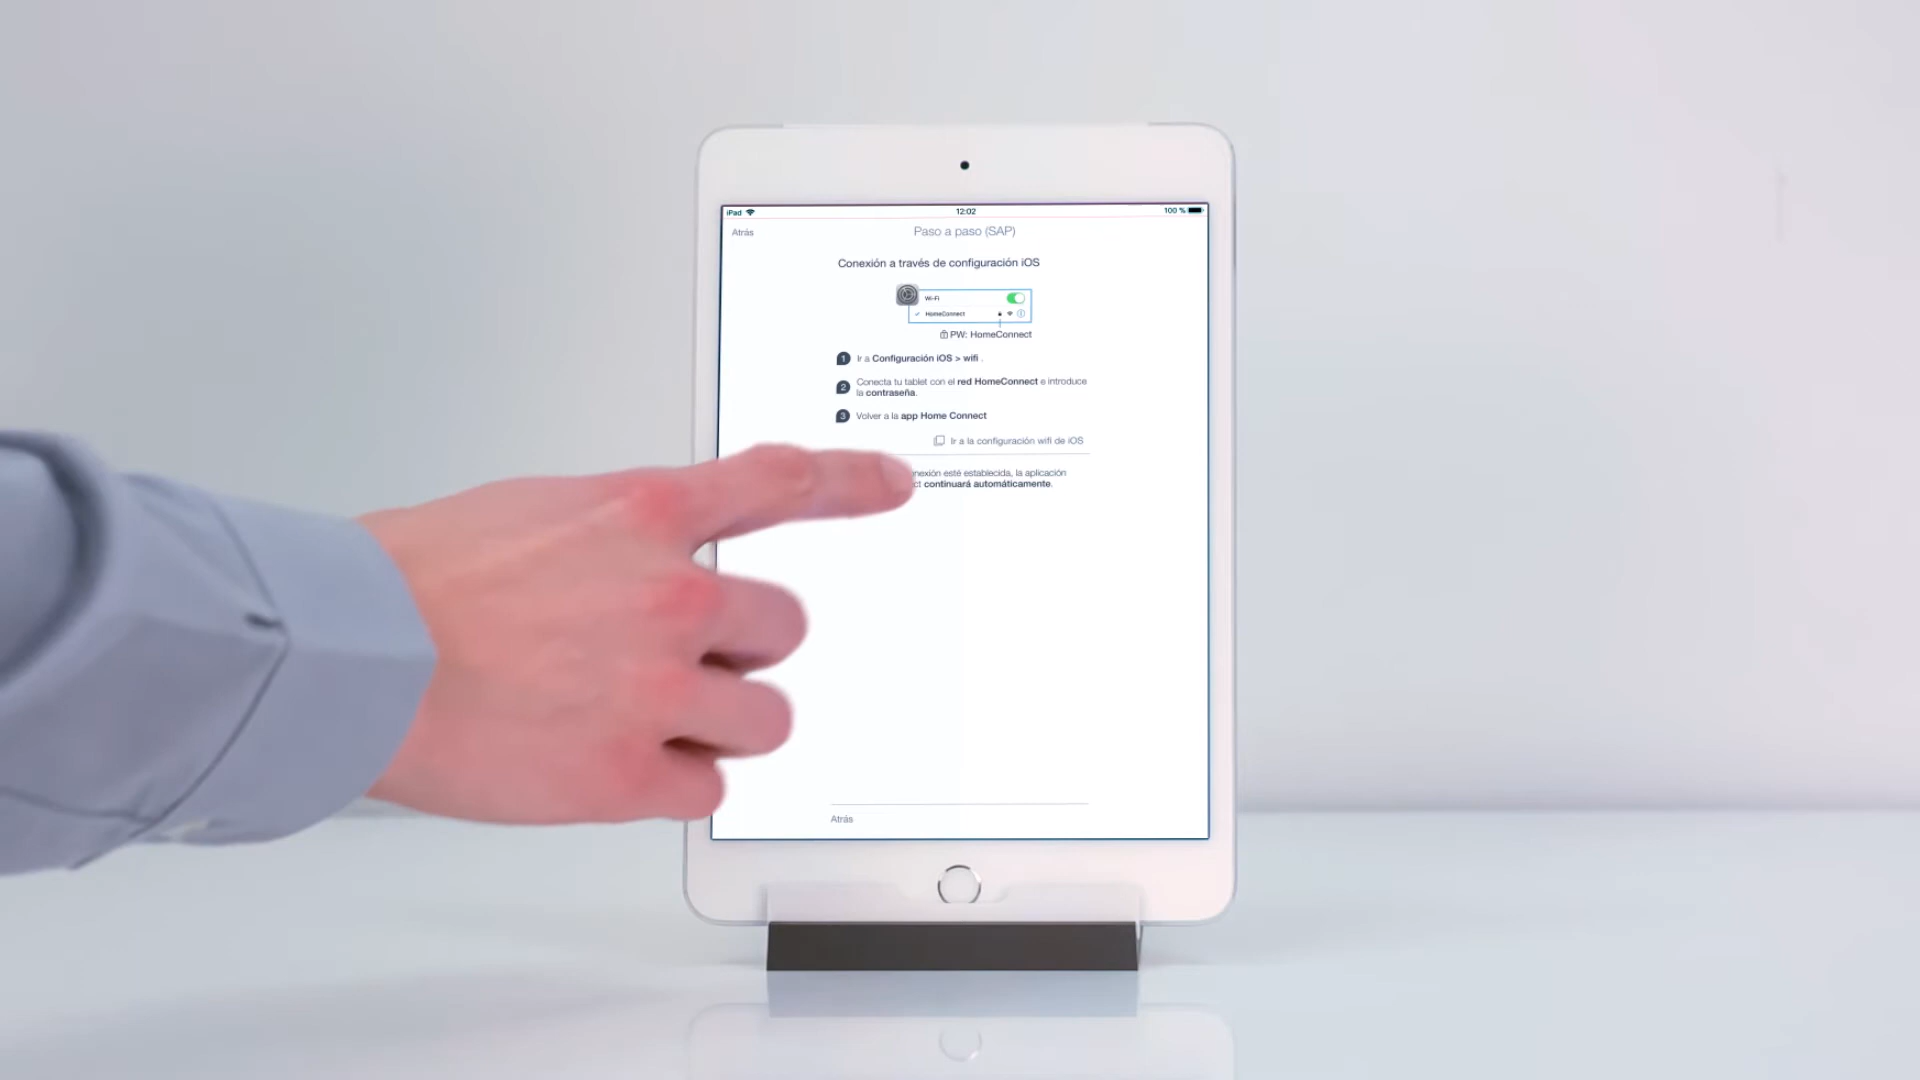 iPad 12:02 100 %
Atrás Paso a paso (SAP)
Conexión a través de configuración iOS
Wi-Fi
HomeConnect
PW: HomeConnect
1 Ir a Configuración iOS > wifi .
2 Conecta tu tablet con el red HomeConnect e introduce
la contraseña.
3 Volver a la app Home Connect
Ir a la configuración wifi de iOS
esté establecida, la aplicación
continuará automáticamente.
Atrás